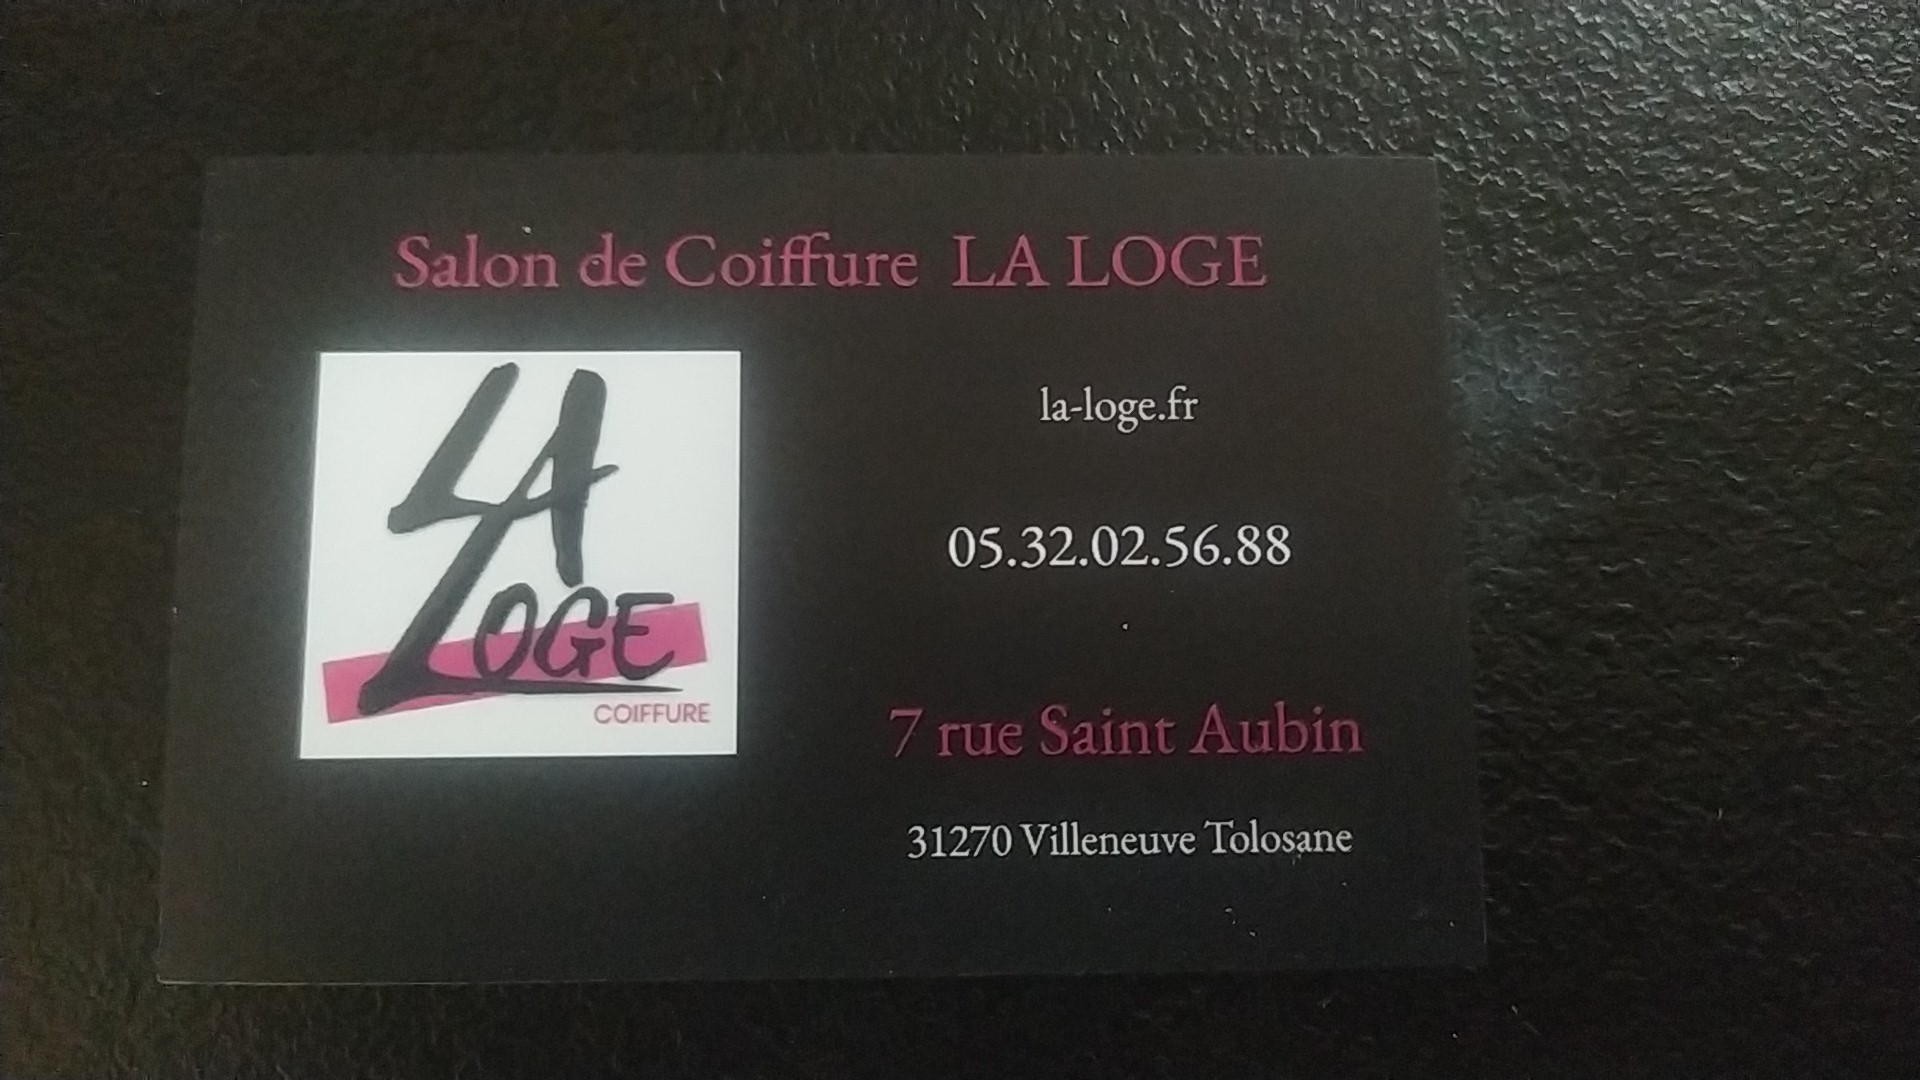 Salon de Coiffure LA LOGE
LA
LOGE
COIFFURE
la-loge.fr
05.32.02.56.88
7 rue Saint Aubin
31270 Villeneuve Tolosane